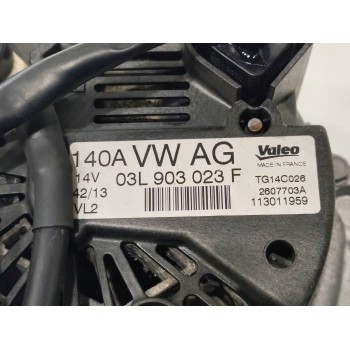 140A VW AG
14V 03L 903 023 F
42/13
VL2
Valeo
MADE IN FRANCE
TG14C026
2607703A
113011959